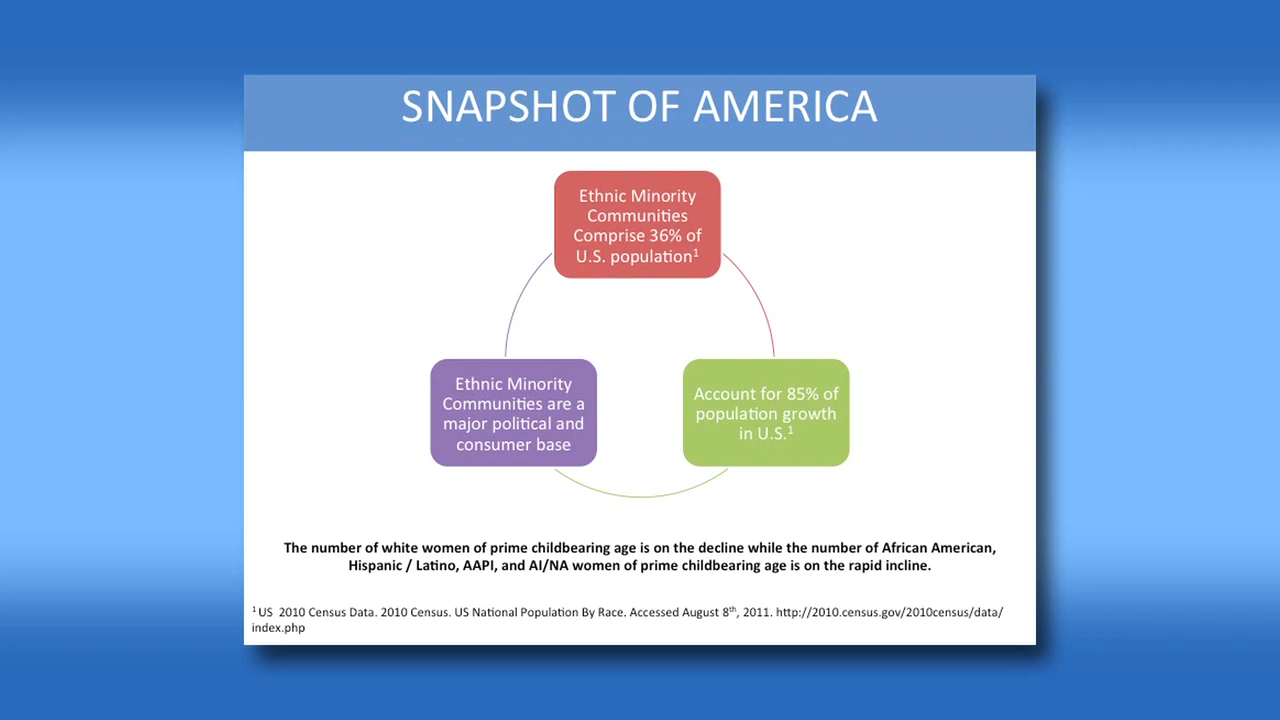 SNAPSHOT OF AMERICA
Ethnic Minority
Communities
Comprise 36% of
U.S. population¹
Account for 85% of
population growth
in U.S.¹
Ethnic Minority
Communities are a
major political and
consumer base
The number of white women of prime childbearing age is on the decline while the number of African American,
Hispanic / Latino, AAPI, and AI/NA women of prime childbearing age is on the rapid incline.
¹ US 2010 Census Data. 2010 Census. US National Population By Race. Accessed August 8th, 2011. http://2010.census.gov/2010census/data/
index.php